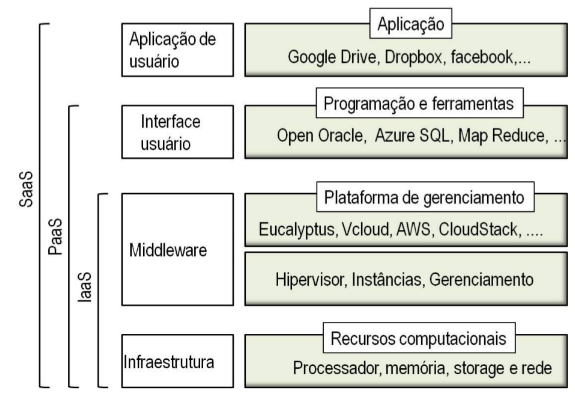 Aplicação
Aplicação de
usuário
Google Drive, Dropbox, facebook,...
Programação e ferramentas
Interface
usuário
Open Oracle, Azure SQL, Map Reduce, ...
SaaS
PaaS
IaaS
Plataforma de gerenciamento
Eucalyptus, Vcloud, AWS, CloudStack, ....
Middleware
Hipervisor, Instâncias, Gerenciamento
Recursos computacionais
Infraestrutura
Processador, memória, storage e rede